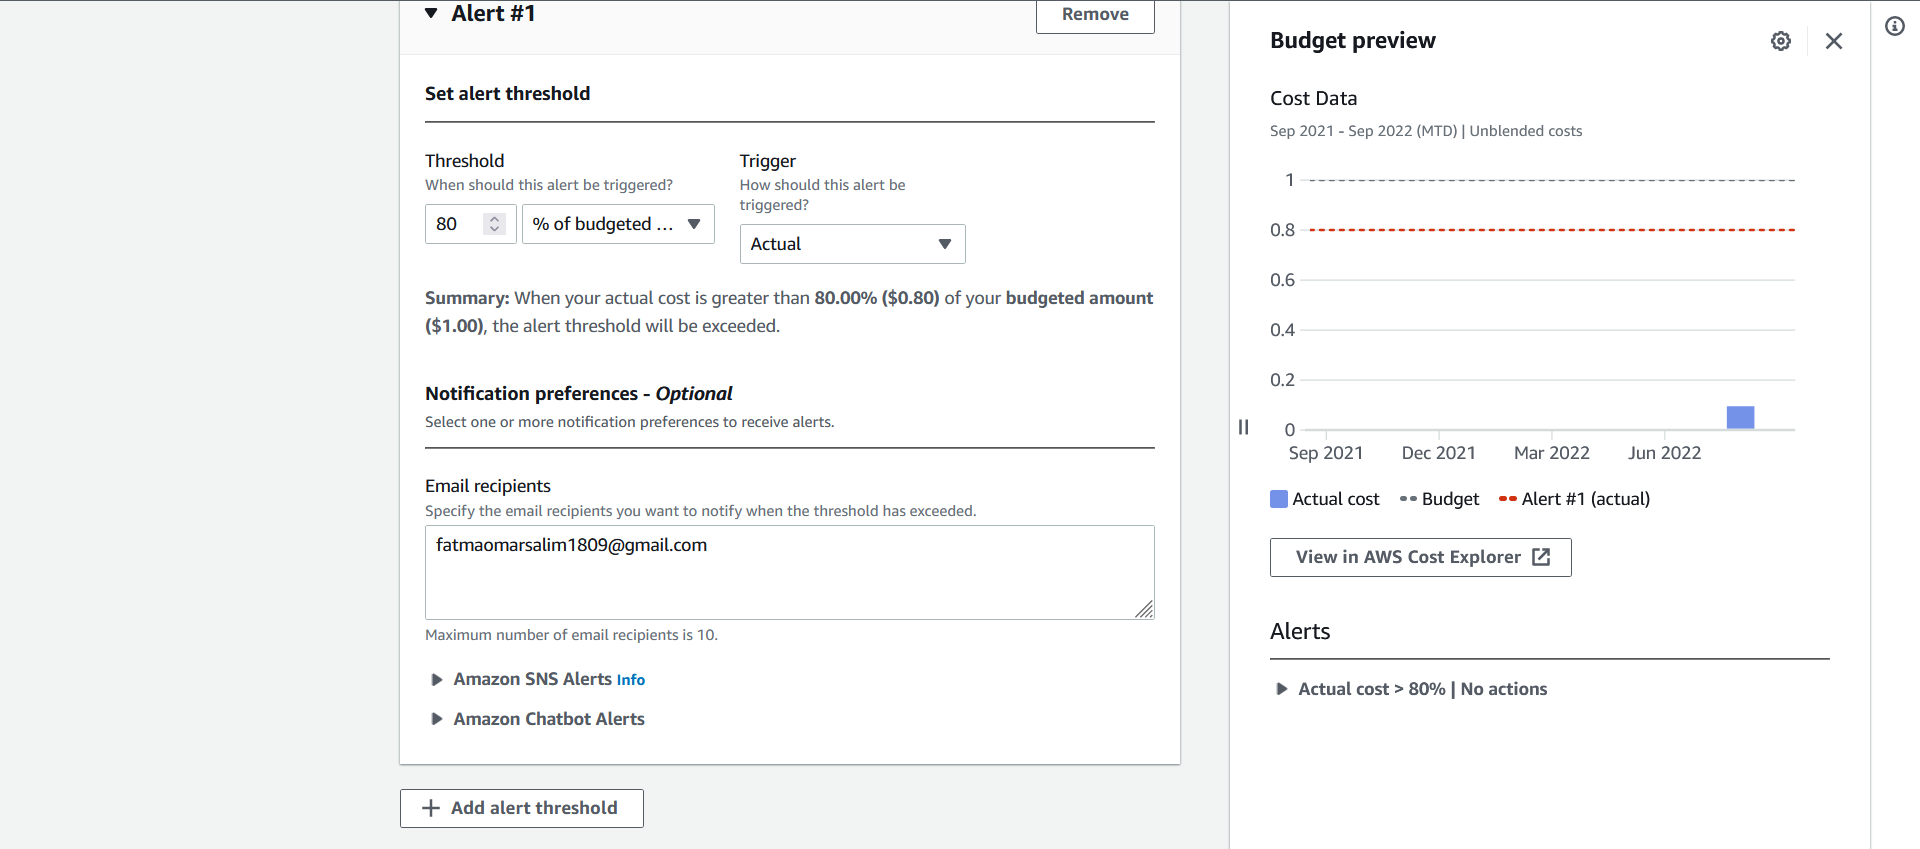 Alert #1
Remove
Set alert threshold
Threshold
When should this alert be triggered?
80
% of budgeted ...
Trigger
How should this alert be
triggered?
Actual
Summary: When your actual cost is greater than 80.00% ($0.80) of your budgeted amount
($1.00), the alert threshold will be exceeded.
Notification preferences - Optional
Select one or more notification preferences to receive alerts.
Email recipients
Specify the email recipients you want to notify when the threshold has exceeded.
fatmaomarsalim1809@gmail.com
Maximum number of email recipients is 10.
Amazon SNS Alerts Info
Amazon Chatbot Alerts
Add alert threshold
Budget preview
Cost Data
Sep 2021 - Sep 2022 (MTD) | Unblended costs
1
0.8
0.6
0.4
0.2
0
Sep 2021 Dec 2021 Mar 2022 Jun 2022
Actual cost Budget Alert #1 (actual)
View in AWS Cost Explorer
Alerts
Actual cost > 80% | No actions